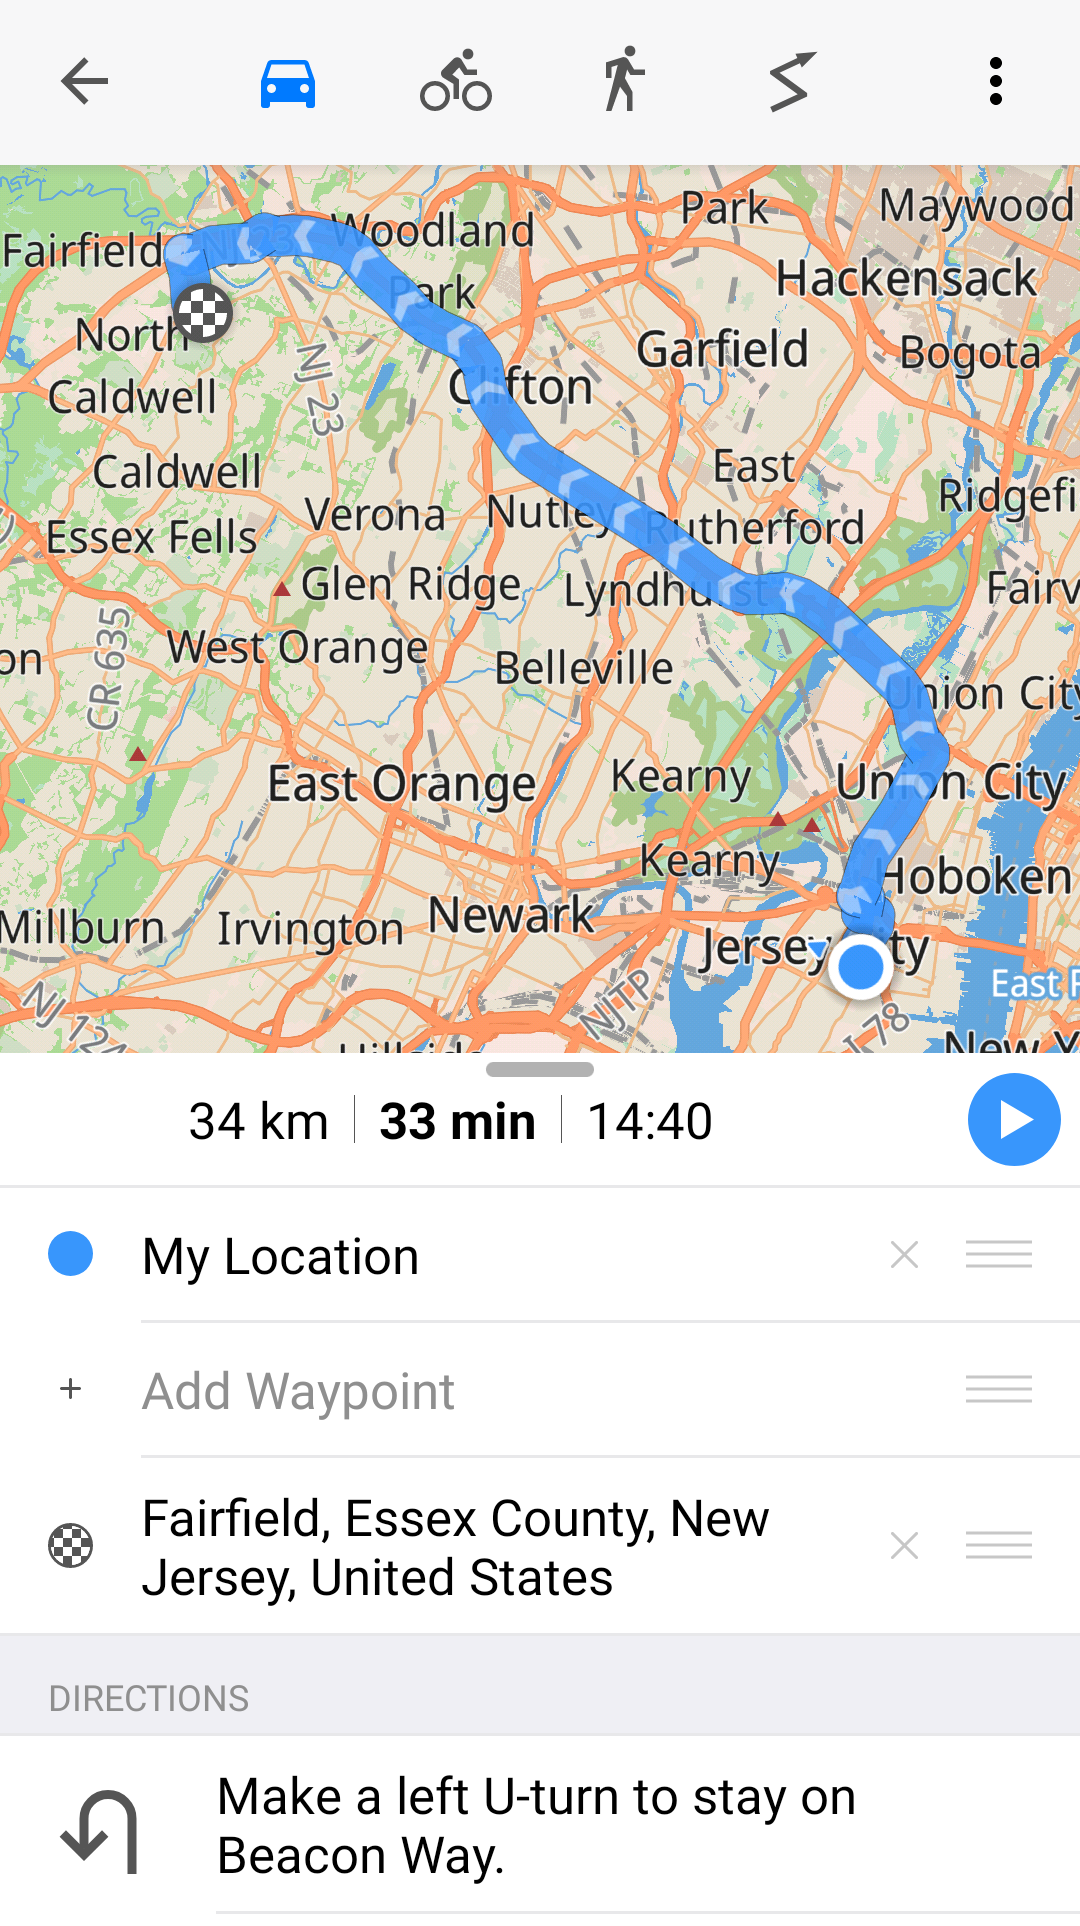 Park
Maywood
Woodland
Fairfield
NJ 23
Hackensack
Park
North
Garfield
Bogota
Clifton
NJ 23
Caldwell
Caldwell
East
Ridgefi
Verona
Nutley
Rutherford
Essex Fells
Glen Ridge
Lyndhurst
Fairv
CR 635
West Orange
on
Belleville
Union City
East Orange
Kearny
Union City
Kearny
Hoboken
Millburn
Irvington
Newark
Jersey City
East R
NJTP
NJ 124
I 78
Hillside
New Y
34 km
33 min
14:40
My Location
Add Waypoint
Fairfield, Essex County, New
Jersey, United States
DIRECTIONS
Make a left U-turn to stay on
Beacon Way.